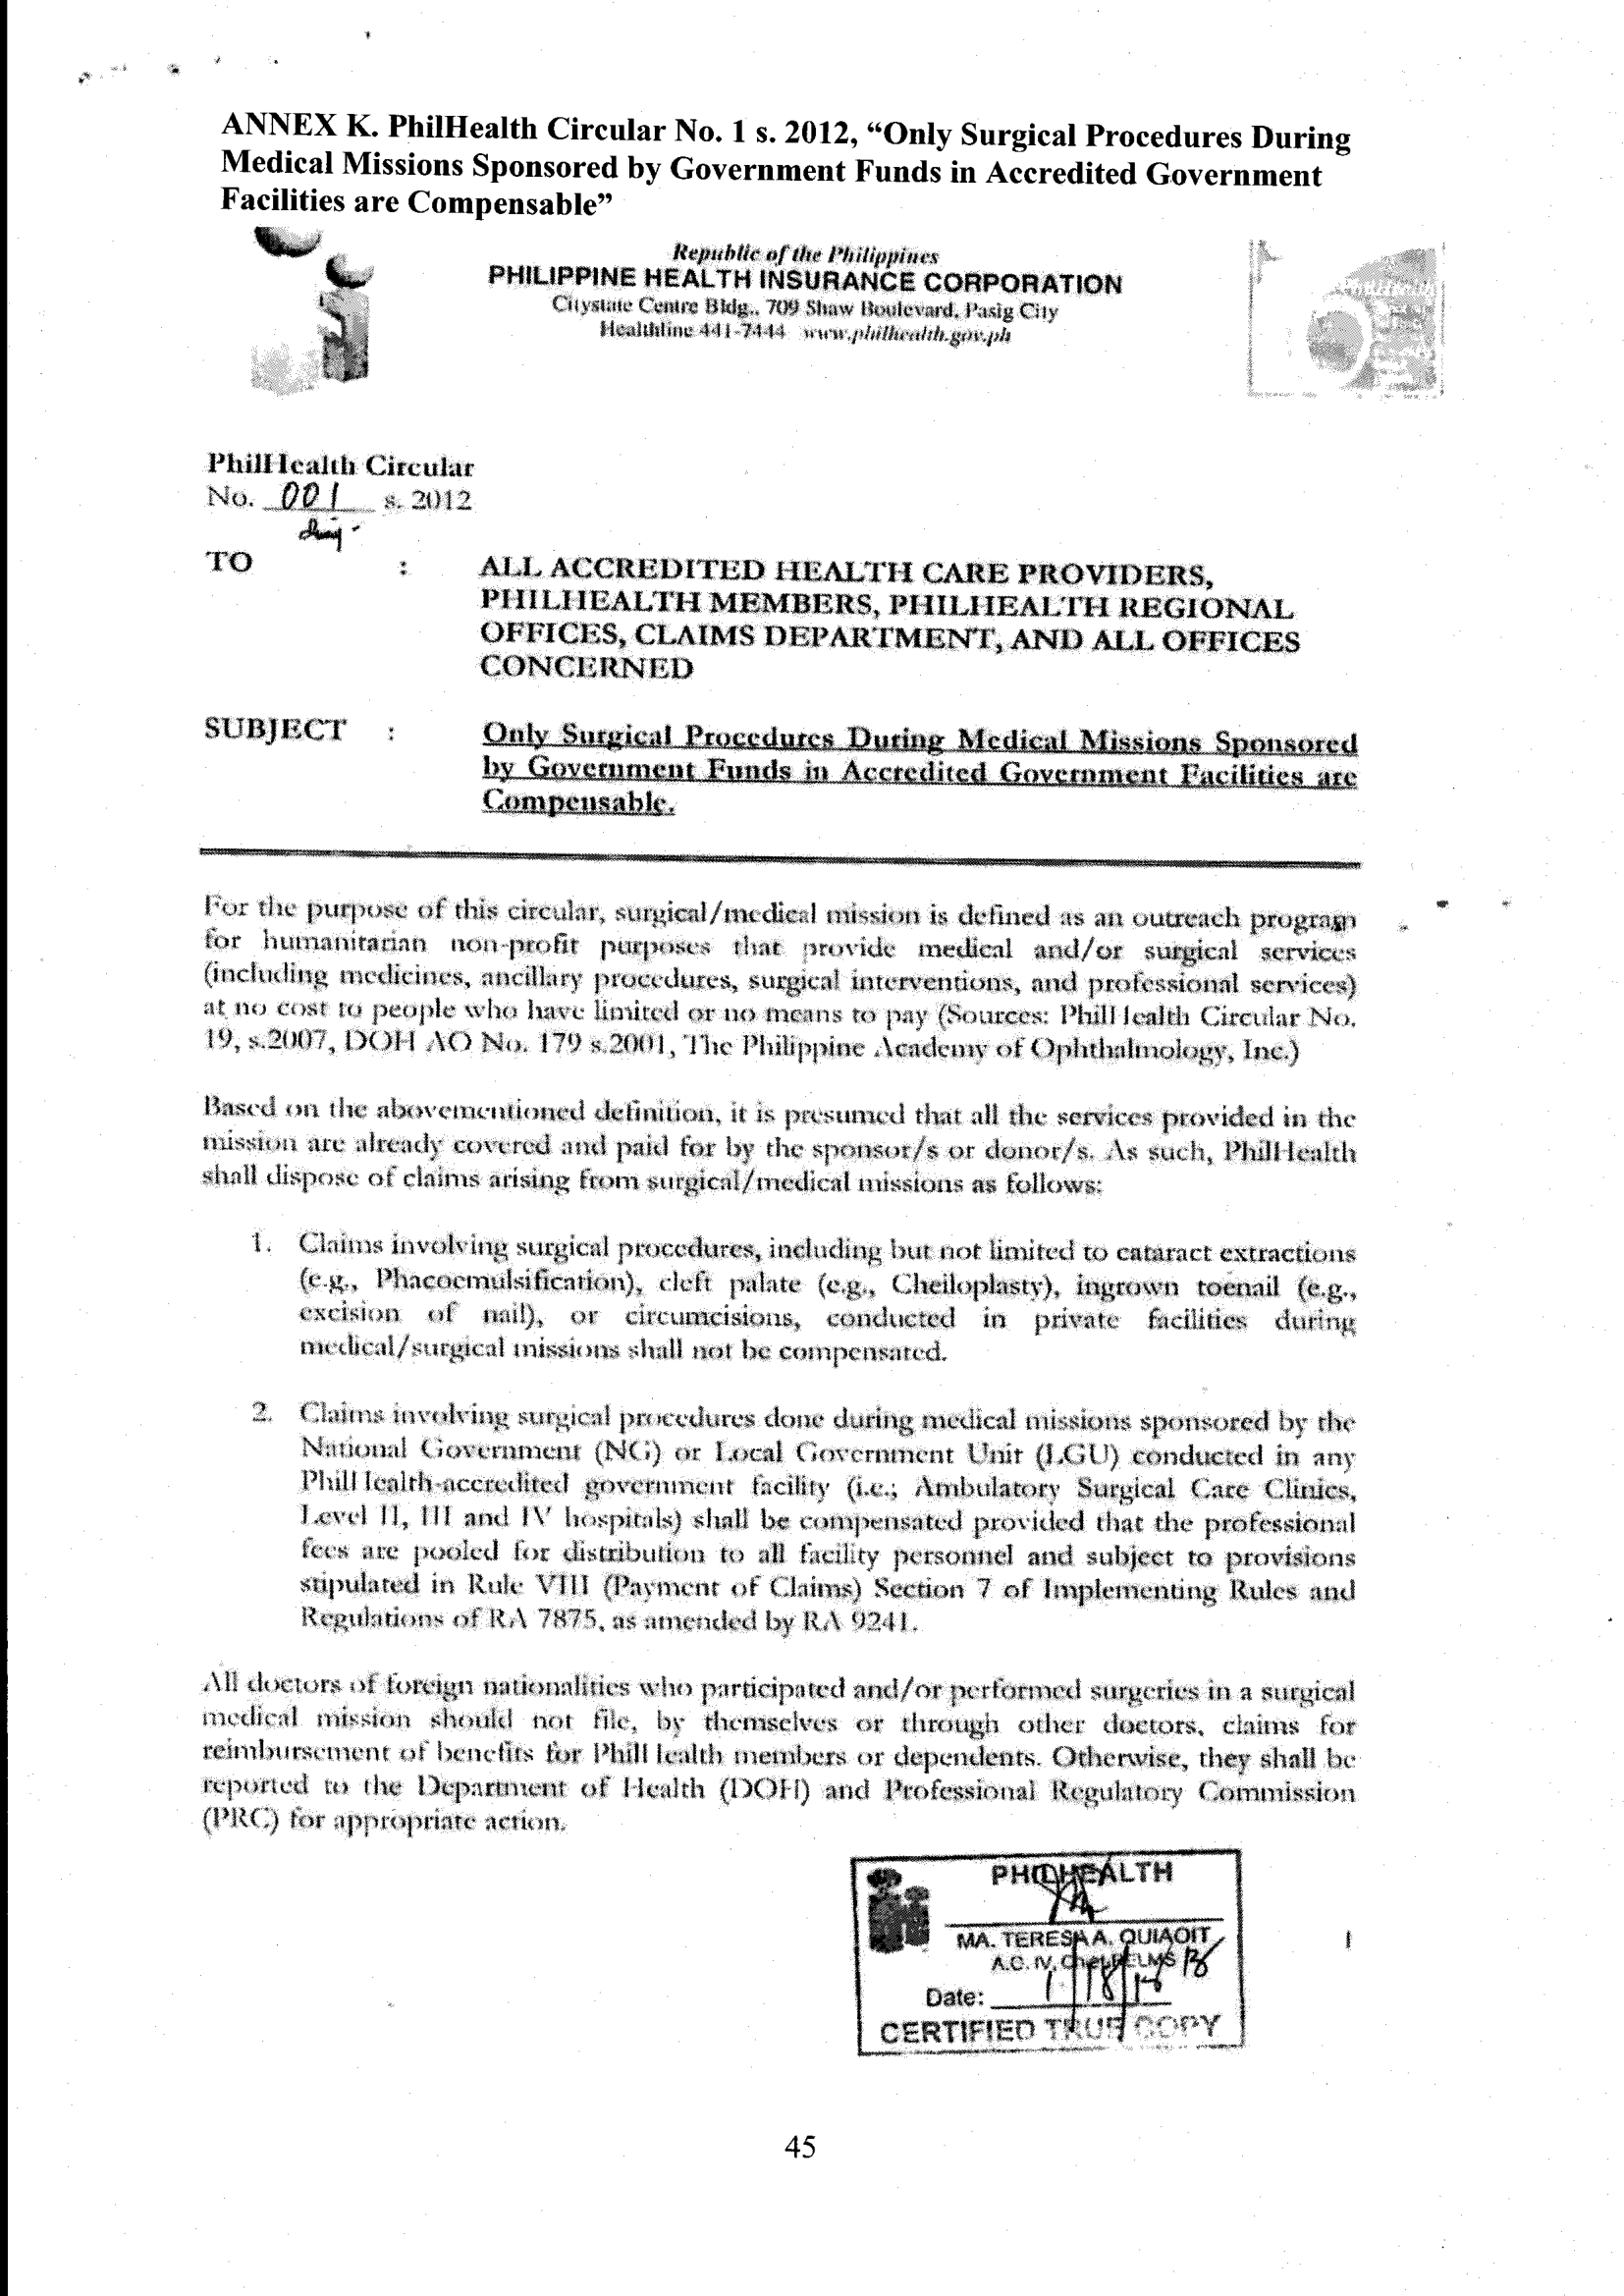 ANNEX K. PhilHealth Circular No. 1 s. 2012, “Only Surgical Procedures During
Medical Missions Sponsored by Government Funds in Accredited Government
Facilities are Compensable”
Republic of the Philippines
PHILIPPINE HEALTH INSURANCE CORPORATION
Citystate Centre Bldg., 709 Shaw Boulevard, Pasig City
Healthline 441-7444 www.philhealth.gov.ph
PhilHealth Circular
No. 001 s. 2012
TO : ALL ACCREDITED HEALTH CARE PROVIDERS,
PHILHEALTH MEMBERS, PHILHEALTH REGIONAL
OFFICES, CLAIMS DEPARTMENT, AND ALL OFFICES
CONCERNED
SUBJECT : Only Surgical Procedures During Medical Missions Sponsored
by Government Funds in Accredited Government Facilities are
Compensable.
For the purpose of this circular, surgical/medical mission is defined as an outreach program
for humanitarian non-profit purposes that provide medical and/or surgical services
(including medicines, ancillary procedures, surgical interventions, and professional services)
at no cost to people who have limited or no means to pay (Sources: PhilHealth Circular No.
19, s.2007, DOH AO No. 179 s.2001, The Philippine Academy of Ophthalmology, Inc.)
Based on the abovementioned definition, it is presumed that all the services provided in the
mission are already covered and paid for by the sponsor/s or donor/s. As such, PhilHealth
shall dispose of claims arising from surgical/medical missions as follows:
1. Claims involving surgical procedures, including but not limited to cataract extractions
(e.g., Phacoemulsification), cleft palate (e.g., Cheiloplasty), ingrown toenail (e.g.,
excision of nail), or circumcisions, conducted in private facilities during
medical/surgical missions shall not be compensated.
2. Claims involving surgical procedures done during medical missions sponsored by the
National Government (NG) or Local Government Unit (LGU) conducted in any
PhilHealth-accredited government facility (i.e.; Ambulatory Surgical Care Clinics,
Level II, III and IV hospitals) shall be compensated provided that the professional
fees are pooled for distribution to all facility personnel and subject to provisions
stipulated in Rule VIII (Payment of Claims) Section 7 of Implementing Rules and
Regulations of RA 7875, as amended by RA 9241.
All doctors of foreign nationalities who participated and/or performed surgeries in a surgical
medical mission should not file, by themselves or through other doctors, claims for
reimbursement of benefits for PhilHealth members or dependents. Otherwise, they shall be
reported to the Department of Health (DOH) and Professional Regulatory Commission
(PRC) for appropriate action.
PHILHEALTH
MA. TERESA A. QUIAOIT
A.O. IV,
Date:
CERTIFIED TRUE COPY
45